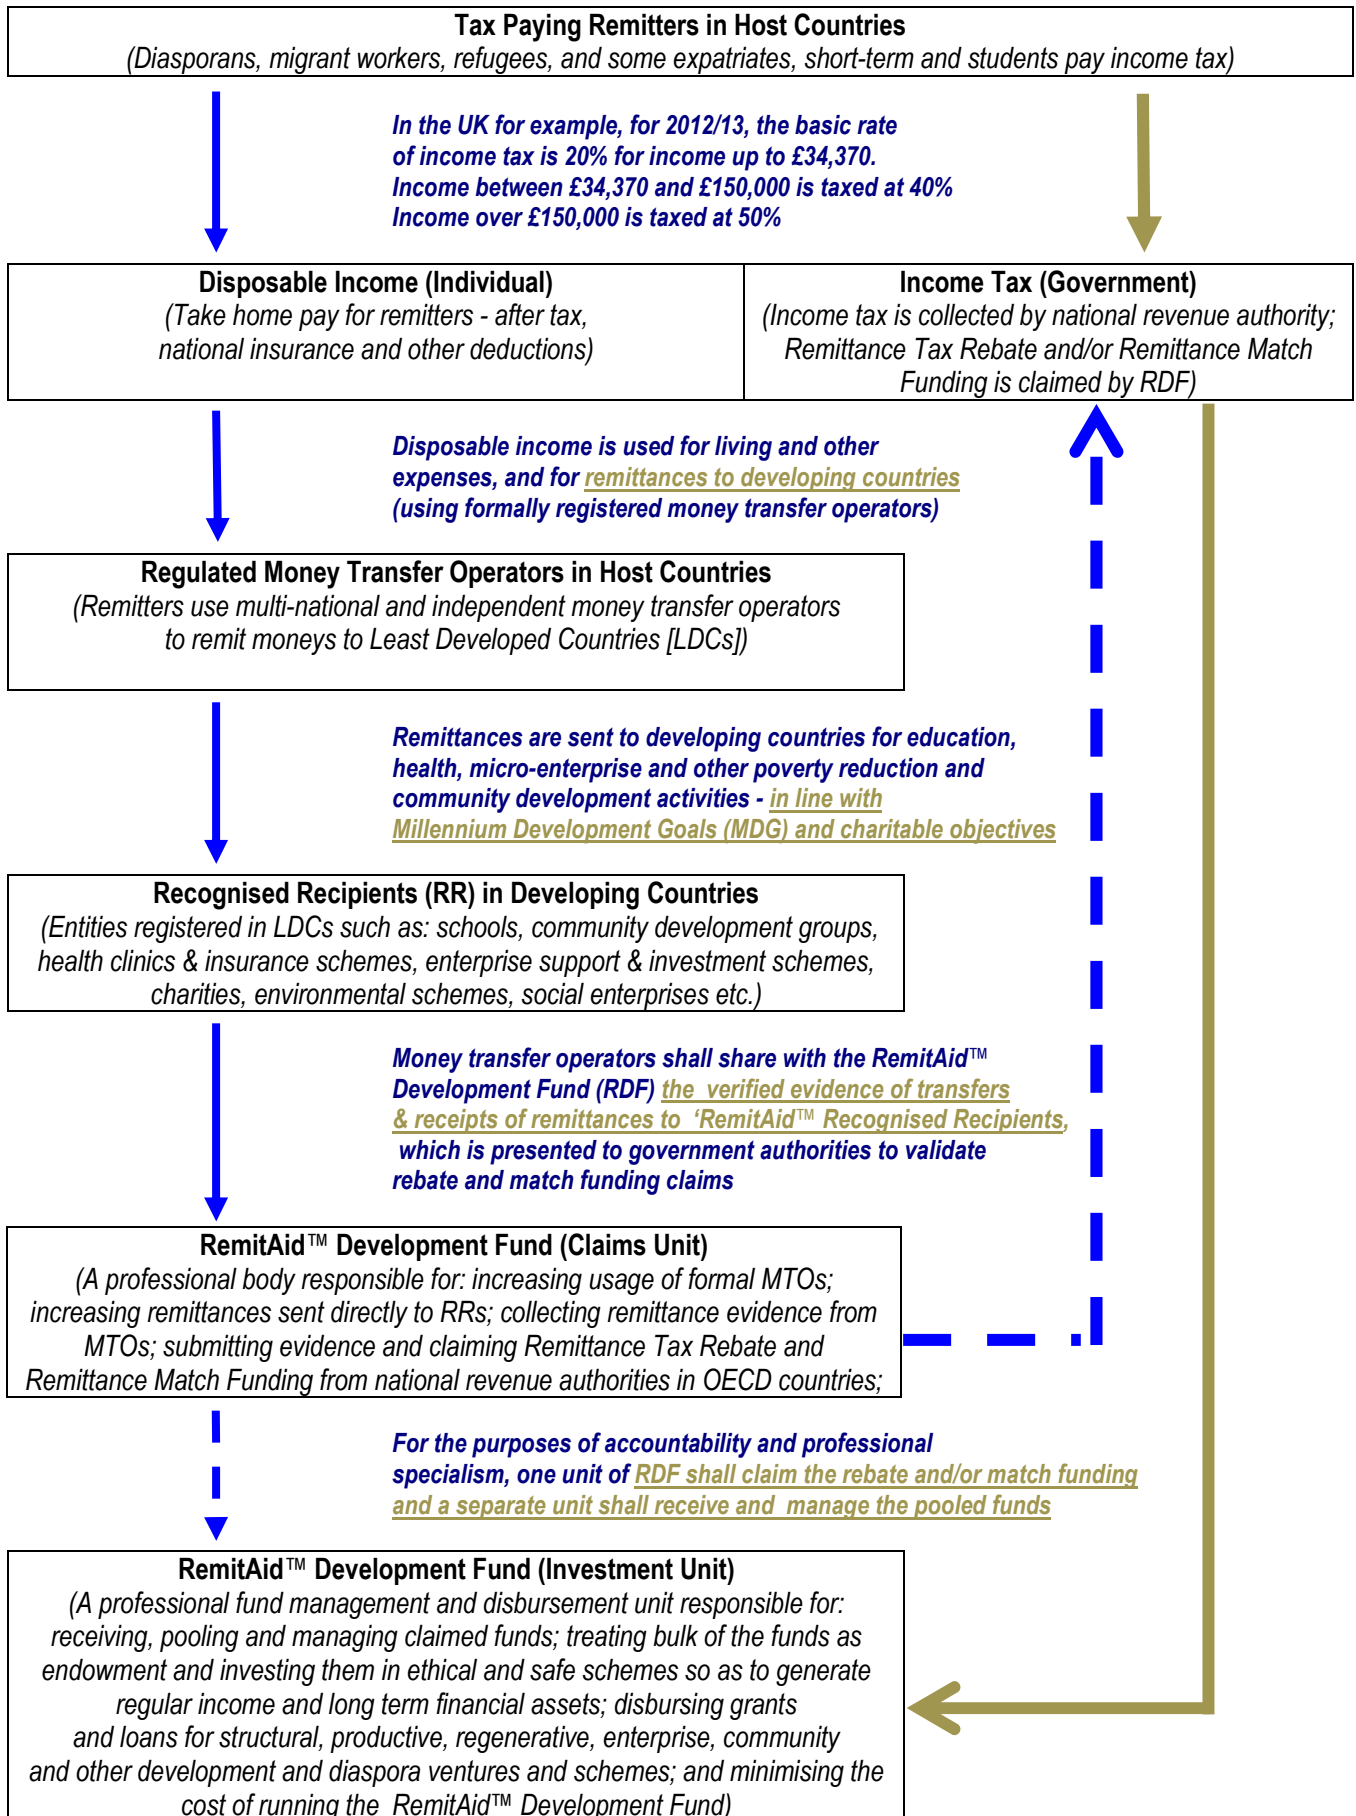 Tax Paying Remitters in Host Countries
(Diasporans, migrant workers, refugees, and some expatriates, short-term and students pay income tax)
In the UK for example, for 2012/13, the basic rate
of income tax is 20% for income up to £34,370.
Income between £34,370 and £150,000 is taxed at 40%
Income over £150,000 is taxed at 50%
Disposable Income (Individual)
(Take home pay for remitters - after tax,
national insurance and other deductions)
Income Tax (Government)
(Income tax is collected by national revenue authority;
Remittance Tax Rebate and/or Remittance Match
Funding is claimed by RDF)
Disposable income is used for living and other
expenses, and for remittances to developing countries
(using formally registered money transfer operators)
Regulated Money Transfer Operators in Host Countries
(Remitters use multi-national and independent money transfer operators
to remit moneys to Least Developed Countries [LDCs])
Remittances are sent to developing countries for education,
health, micro-enterprise and other poverty reduction and
community development activities - in line with
Millennium Development Goals (MDG) and charitable objectives
Recognised Recipients (RR) in Developing Countries
(Entities registered in LDCs such as: schools, community development groups,
health clinics & insurance schemes, enterprise support & investment schemes,
charities, environmental schemes, social enterprises etc.)
Money transfer operators shall share with the RemitAid™
Development Fund (RDF) the verified evidence of transfers
& receipts of remittances to ‘RemitAid™ Recognised Recipients,
which is presented to government authorities to validate
rebate and match funding claims
RemitAid™ Development Fund (Claims Unit)
(A professional body responsible for: increasing usage of formal MTOs;
increasing remittances sent directly to RRs; collecting remittance evidence from
MTOs; submitting evidence and claiming Remittance Tax Rebate and
Remittance Match Funding from national revenue authorities in OECD countries;
For the purposes of accountability and professional
specialism, one unit of RDF shall claim the rebate and/or match funding
and a separate unit shall receive and manage the pooled funds
RemitAid™ Development Fund (Investment Unit)
(A professional fund management and disbursement unit responsible for:
receiving, pooling and managing claimed funds; treating bulk of the funds as
endowment and investing them in ethical and safe schemes so as to generate
regular income and long term financial assets; disbursing grants
and loans for structural, productive, regenerative, enterprise, community
and other development and diaspora ventures and schemes; and minimising the
cost of running the RemitAid™ Development Fund)